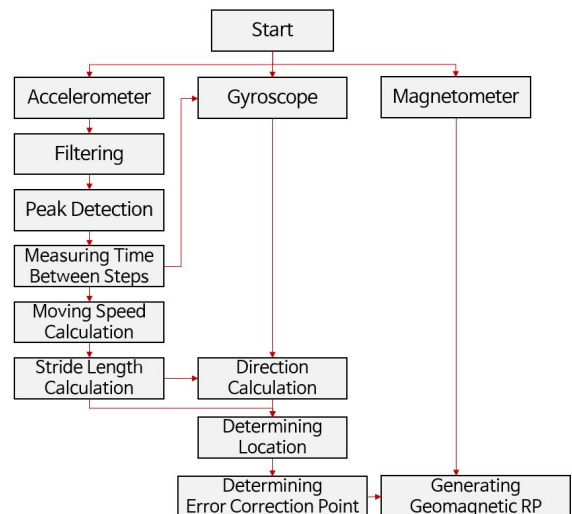 Start
Accelerometer
Gyroscope
Magnetometer
Filtering
Peak Detection
Measuring Time
Between Steps
Moving Speed
Calculation
Stride Length
Calculation
Direction
Calculation
Determining
Location
Determining
Error Correction Point
Generating
Geomagnetic RP